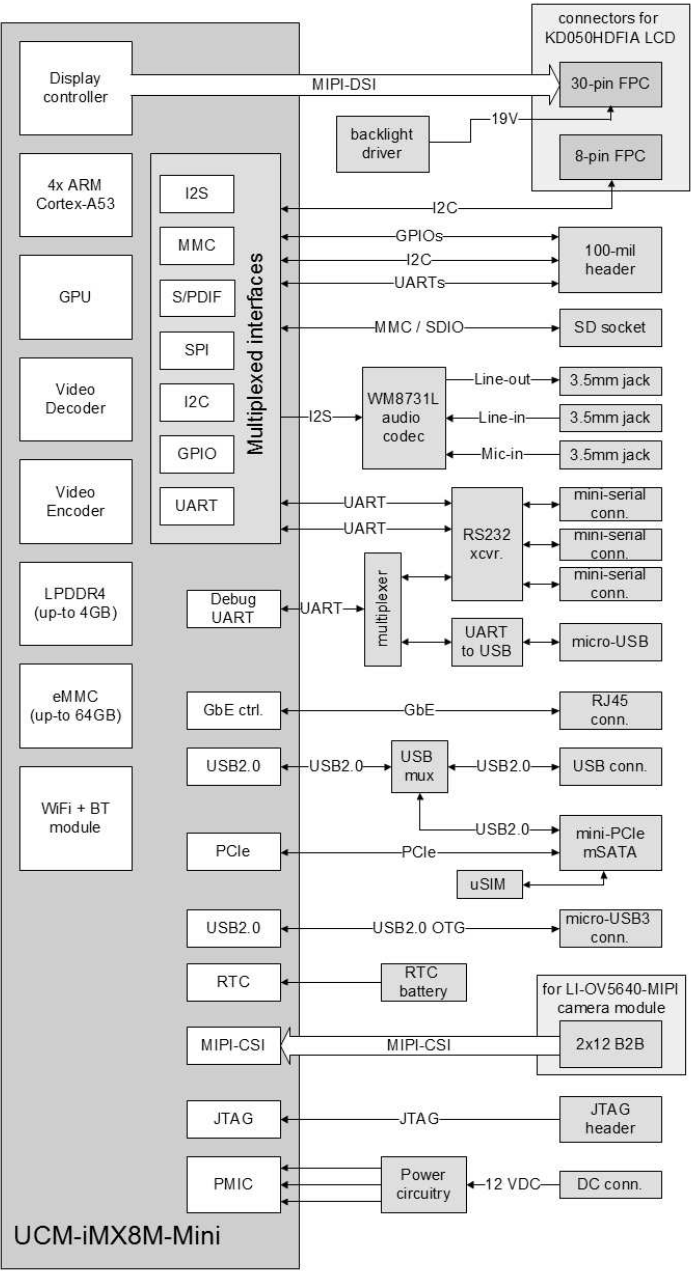 connectors for
KD050HDFIA LCD
Display
controller
MIPI-DSI
30-pin FPC
19V
backlight
driver
8-pin FPC
4x ARM
Cortex-A53
I2S
I2C
MMC
GPIOs
I2C
UARTs
100-mil
header
GPU
S/PDIF
Multiplexed interfaces
MMC / SDIO
SD socket
SPI
Video
Decoder
I2C
I2S
WM8731L
audio
codec
Line-out
3.5mm jack
Line-in
3.5mm jack
Mic-in
3.5mm jack
GPIO
Video
Encoder
UART
UART
UART
RS232
xcvr.
mini-serial
conn.
mini-serial
conn.
mini-serial
conn.
LPDDR4
(up-to 4GB)
Debug
UART
UART
multiplexer
UART
to USB
micro-USB
eMMC
(up-to 64GB)
GbE ctrl.
GbE
RJ45
conn.
USB2.0
USB2.0
USB
mux
USB2.0
USB conn.
WiFi + BT
module
USB2.0
PCIe
PCIe
mini-PCIe
mSATA
uSIM
USB2.0
USB2.0 OTG
micro-USB3
conn.
RTC
RTC
battery
for LI-OV5640-MIPI
camera module
MIPI-CSI
MIPI-CSI
2x12 B2B
JTAG
JTAG
JTAG
header
PMIC
Power
circuitry
12 VDC
DC conn.
UCM-iMX8M-Mini